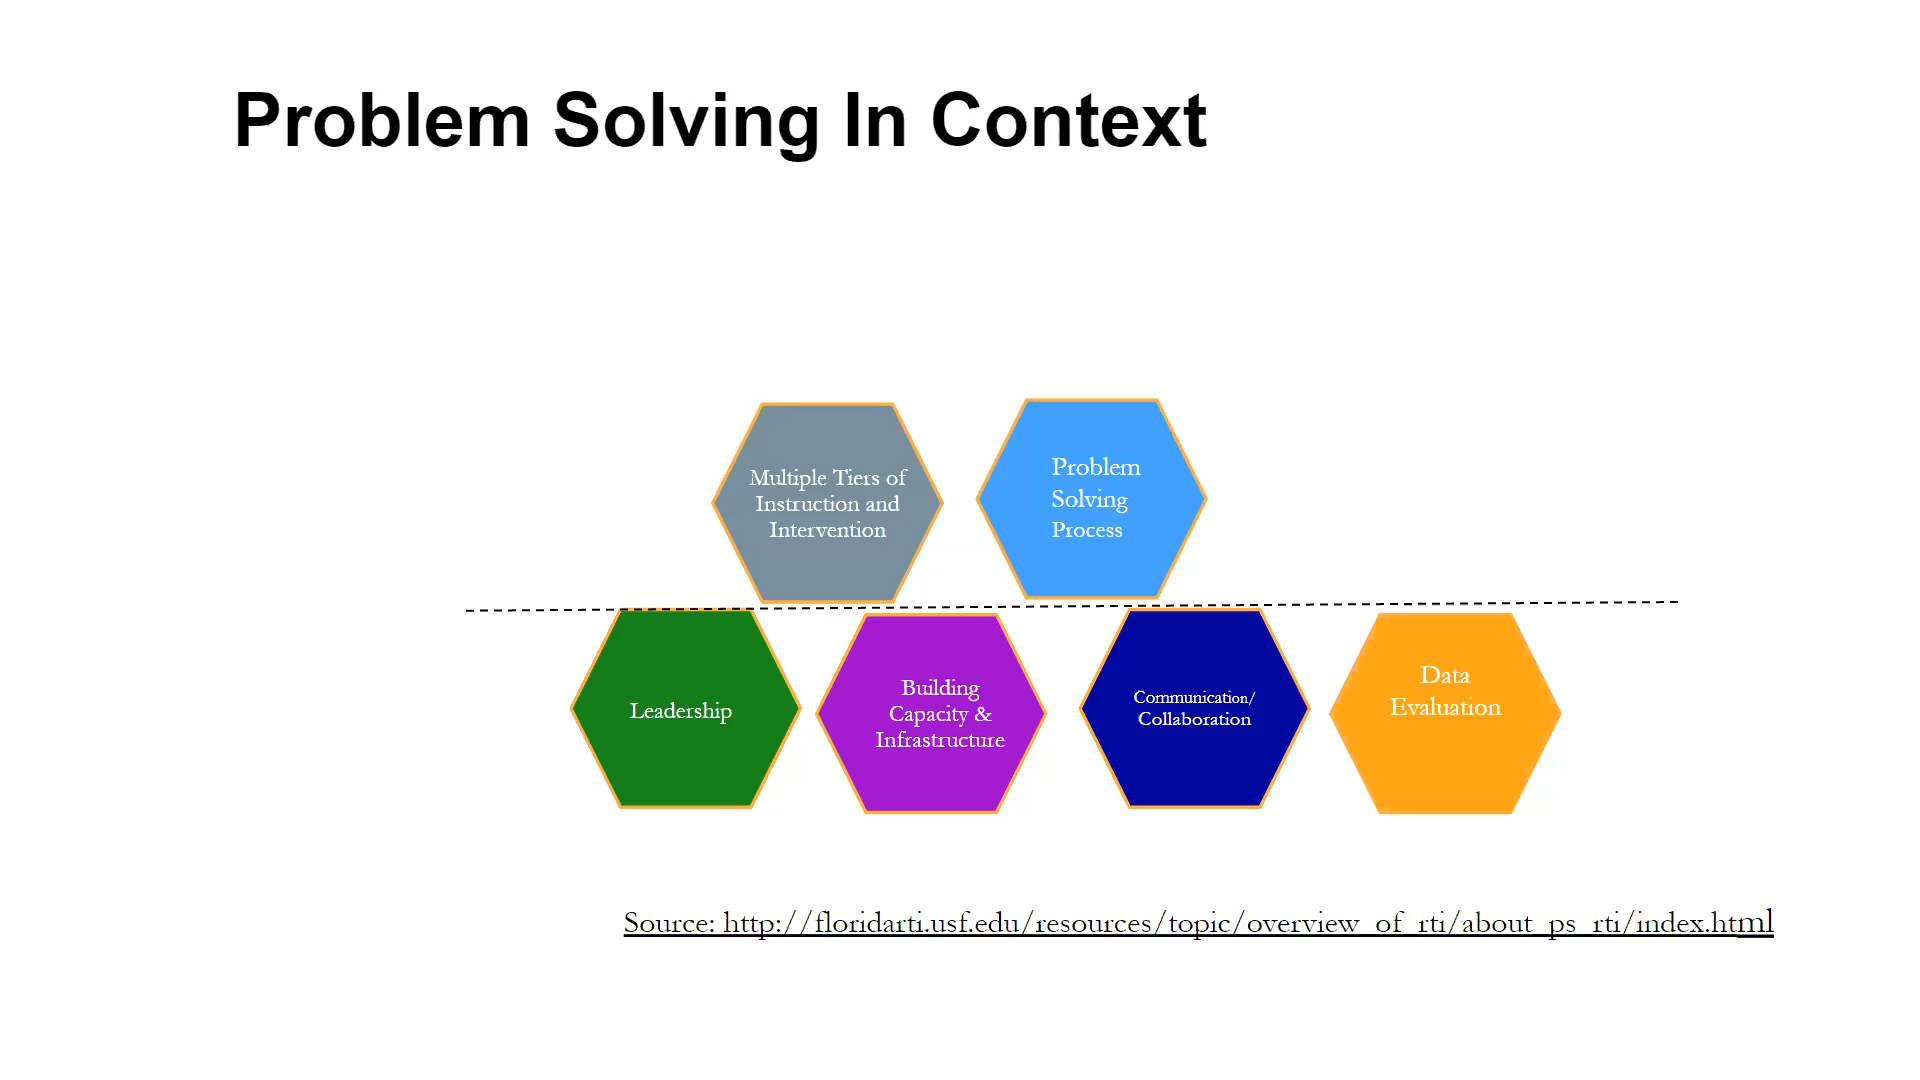 Problem Solving In Context
Multiple Tiers of
Instruction and
Intervention
Problem
Solving
Process
Leadership
Building
Capacity &
Infrastructure
Communication/
Collaboration
Data
Evaluation
Source: http://floridarti.usf.edu/resources/topic/overview_of_rti/about_ps_rti/index.html